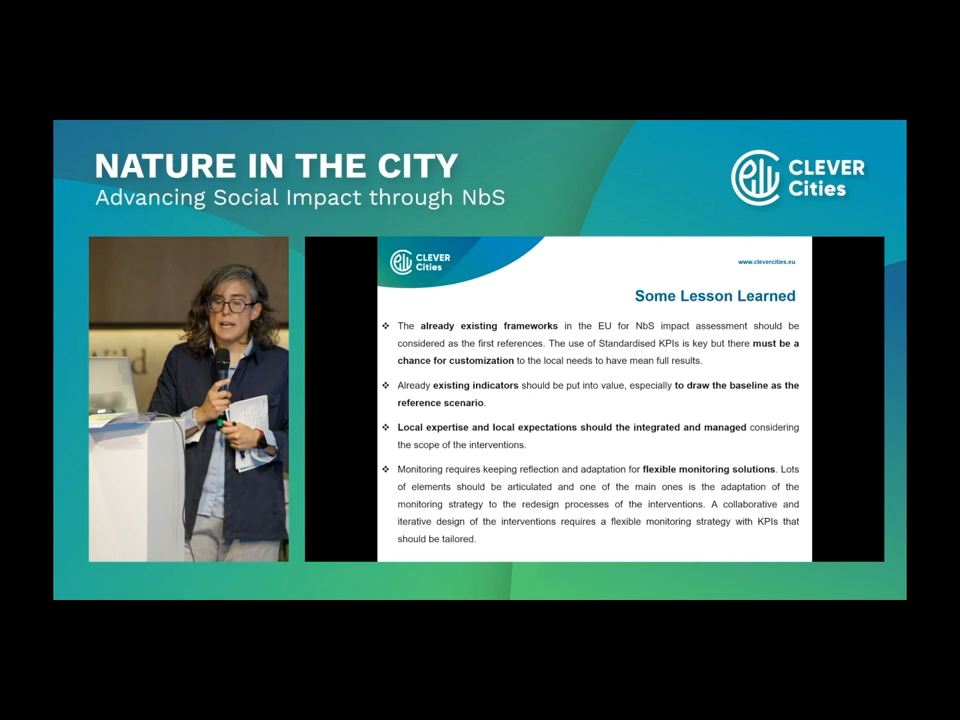 NATURE IN THE CITY
Advancing Social Impact through NbS
CLEVER
Cities
CLEVER
Cities
www.clevercities.eu
Some Lesson Learned
❖ The already existing frameworks in the EU for NbS impact assessment should be
considered as the first references. The use of Standardised KPIs is key but there must be a
chance for customization to the local needs to have mean full results.
❖ Already existing indicators should be put into value, especially to draw the baseline as the
reference scenario.
❖ Local expertise and local expectations should the integrated and managed considering
the scope of the interventions.
❖ Monitoring requires keeping reflection and adaptation for flexible monitoring solutions. Lots
of elements should be articulated and one of the main ones is the adaptation of the
monitoring strategy to the redesign processes of the interventions. A collaborative and
iterative design of the interventions requires a flexible monitoring strategy with KPIs that
should be tailored.